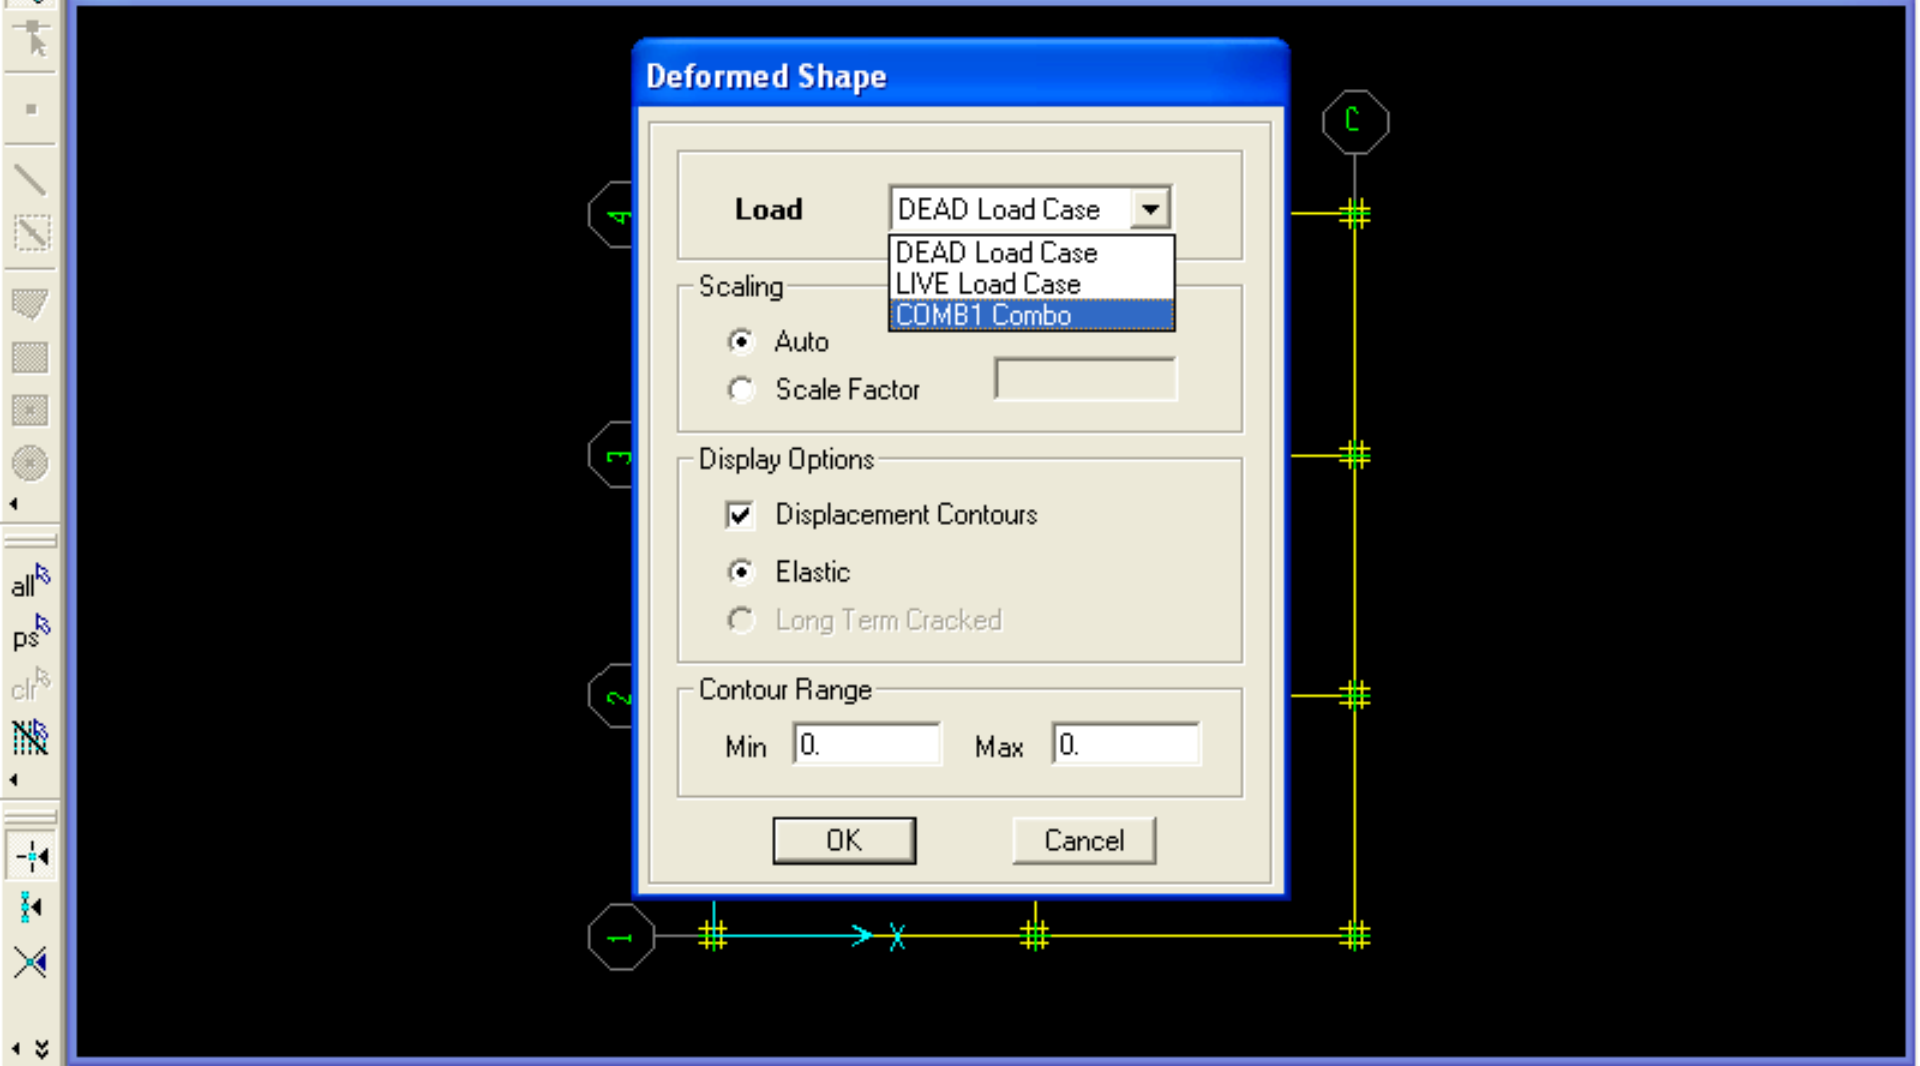 Deformed Shape
C
4
Load
DEAD Load Case
DEAD Load Case
LIVE Load Case
COMB1 Combo
Scaling
Auto
Scale Factor
3
Display Options
Displacement Contours
Elastic
Long Term Cracked
all
ps
clr
2
Contour Range
Min 0. Max 0.
OK Cancel
1
X